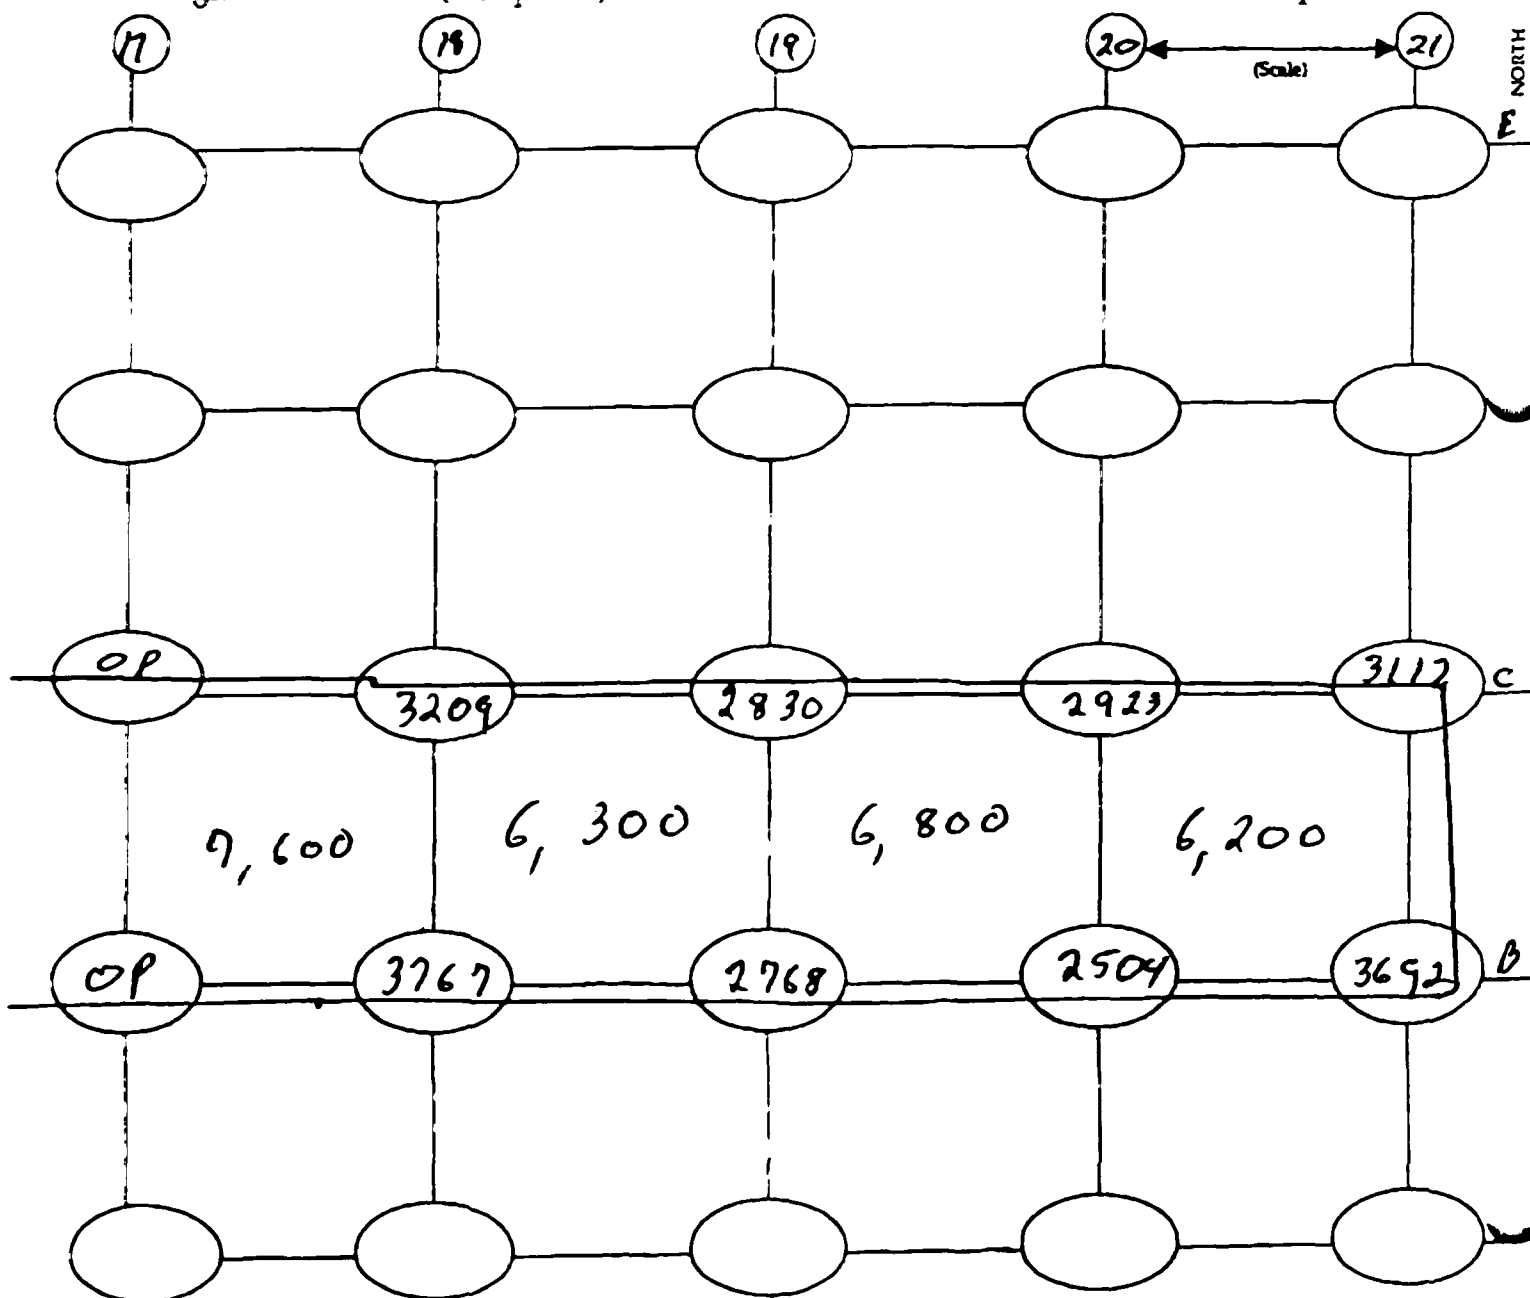 17 18 19 20 21
(Scale)
NORTH
E
OP 3209 2830 2923 3112 C
7,600 6,300 6,800 6,200
OP 3767 2768 2504 3692 B